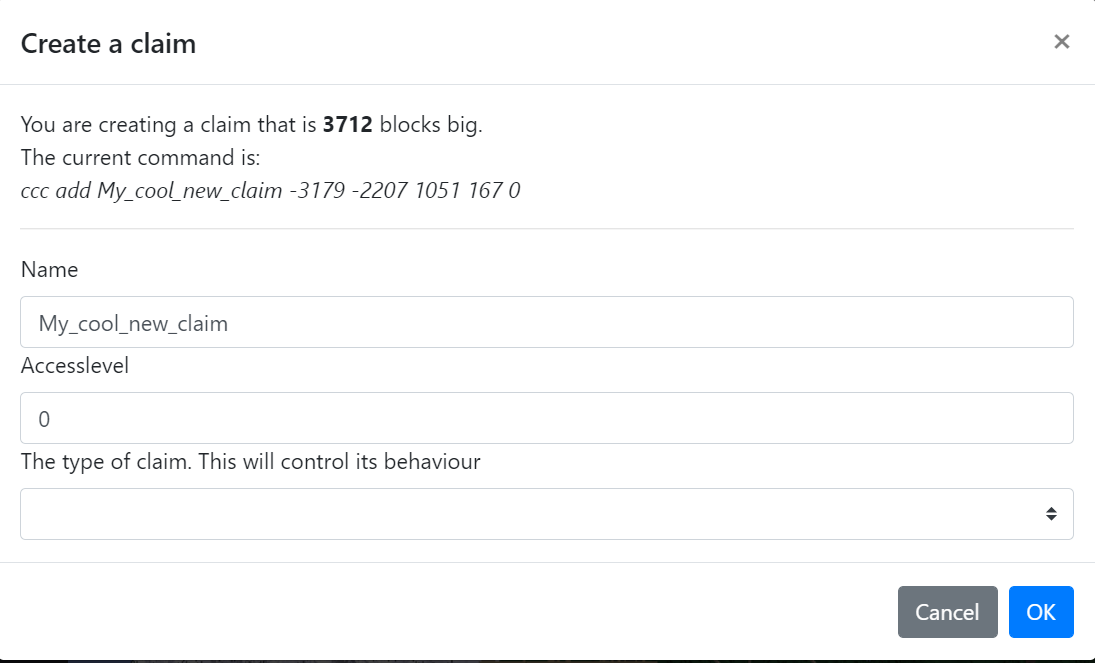 Create a claim
×
You are creating a claim that is 3712 blocks big.
The current command is:
ccc add My_cool_new_claim -3179 -2207 1051 167 0
Name
My_cool_new_claim
Accesslevel
0
The type of claim. This will control its behaviour
Cancel OK